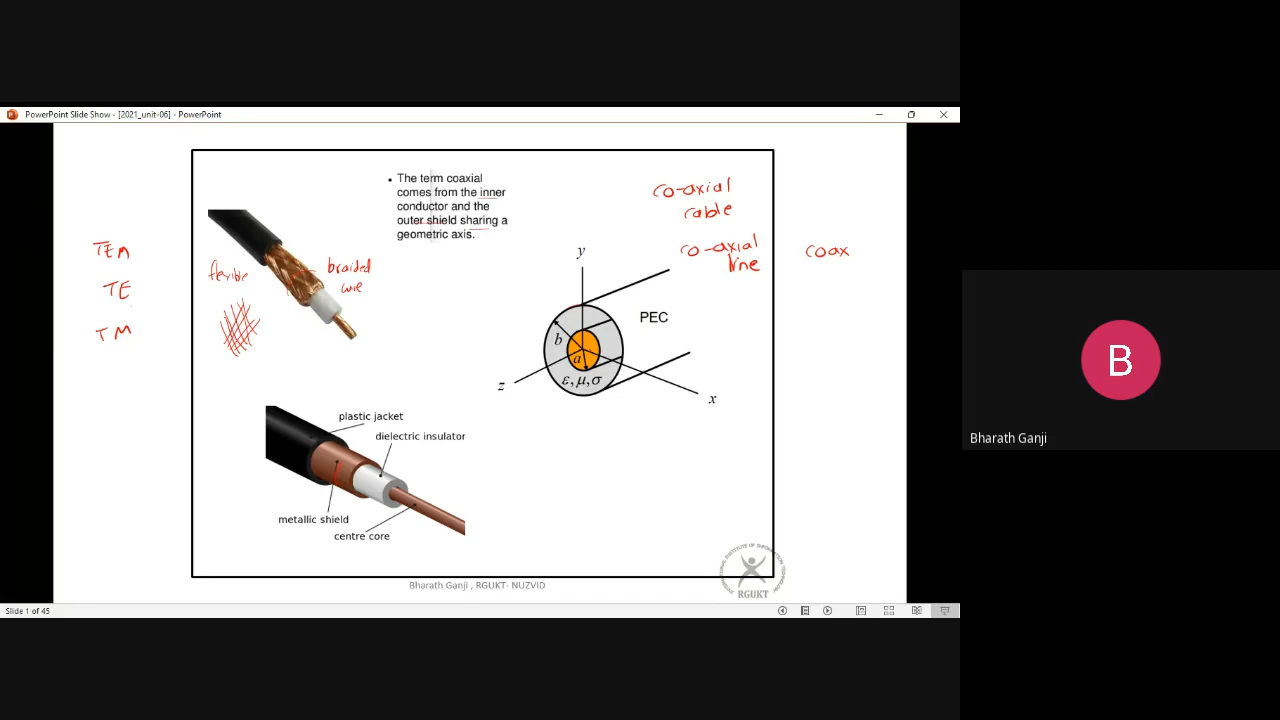 PowerPoint Slide Show - [2021_unit-06] - PowerPoint
• The term coaxial
comes from the inner
conductor and the
outer shield sharing a
geometric axis.
co-axial
cable
co-axial
line
coax
TEM
TE
TM
flexible
braided
wire
y
PEC
b
a
ε, μ, σ
z
x
plastic jacket
dielectric insulator
metallic shield
centre core
RGUKT
Bharath Ganji , RGUKT- NUZVID
Slide 1 of 45
B
Bharath Ganji